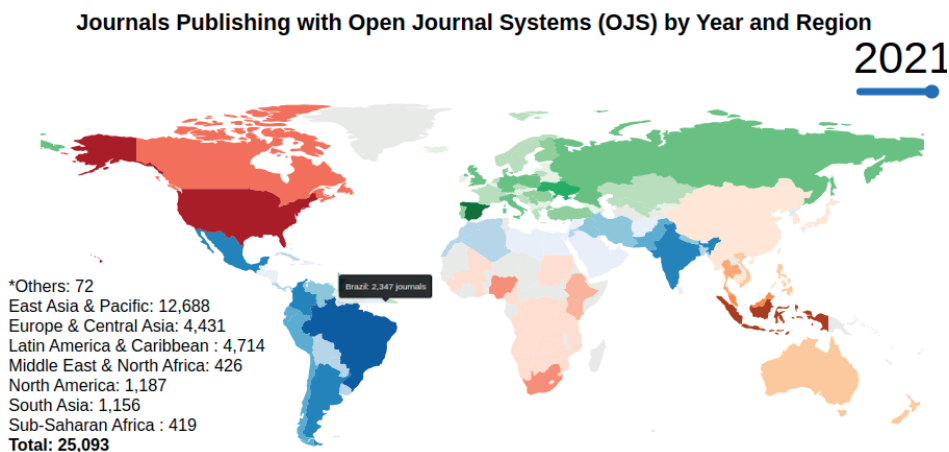 Journals Publishing with Open Journal Systems (OJS) by Year and Region
2021
Brazil: 2,347 journals
*Others: 72
East Asia & Pacific: 12,688
Europe & Central Asia: 4,431
Latin America & Caribbean : 4,714
Middle East & North Africa: 426
North America: 1,187
South Asia: 1,156
Sub-Saharan Africa : 419
Total: 25,093